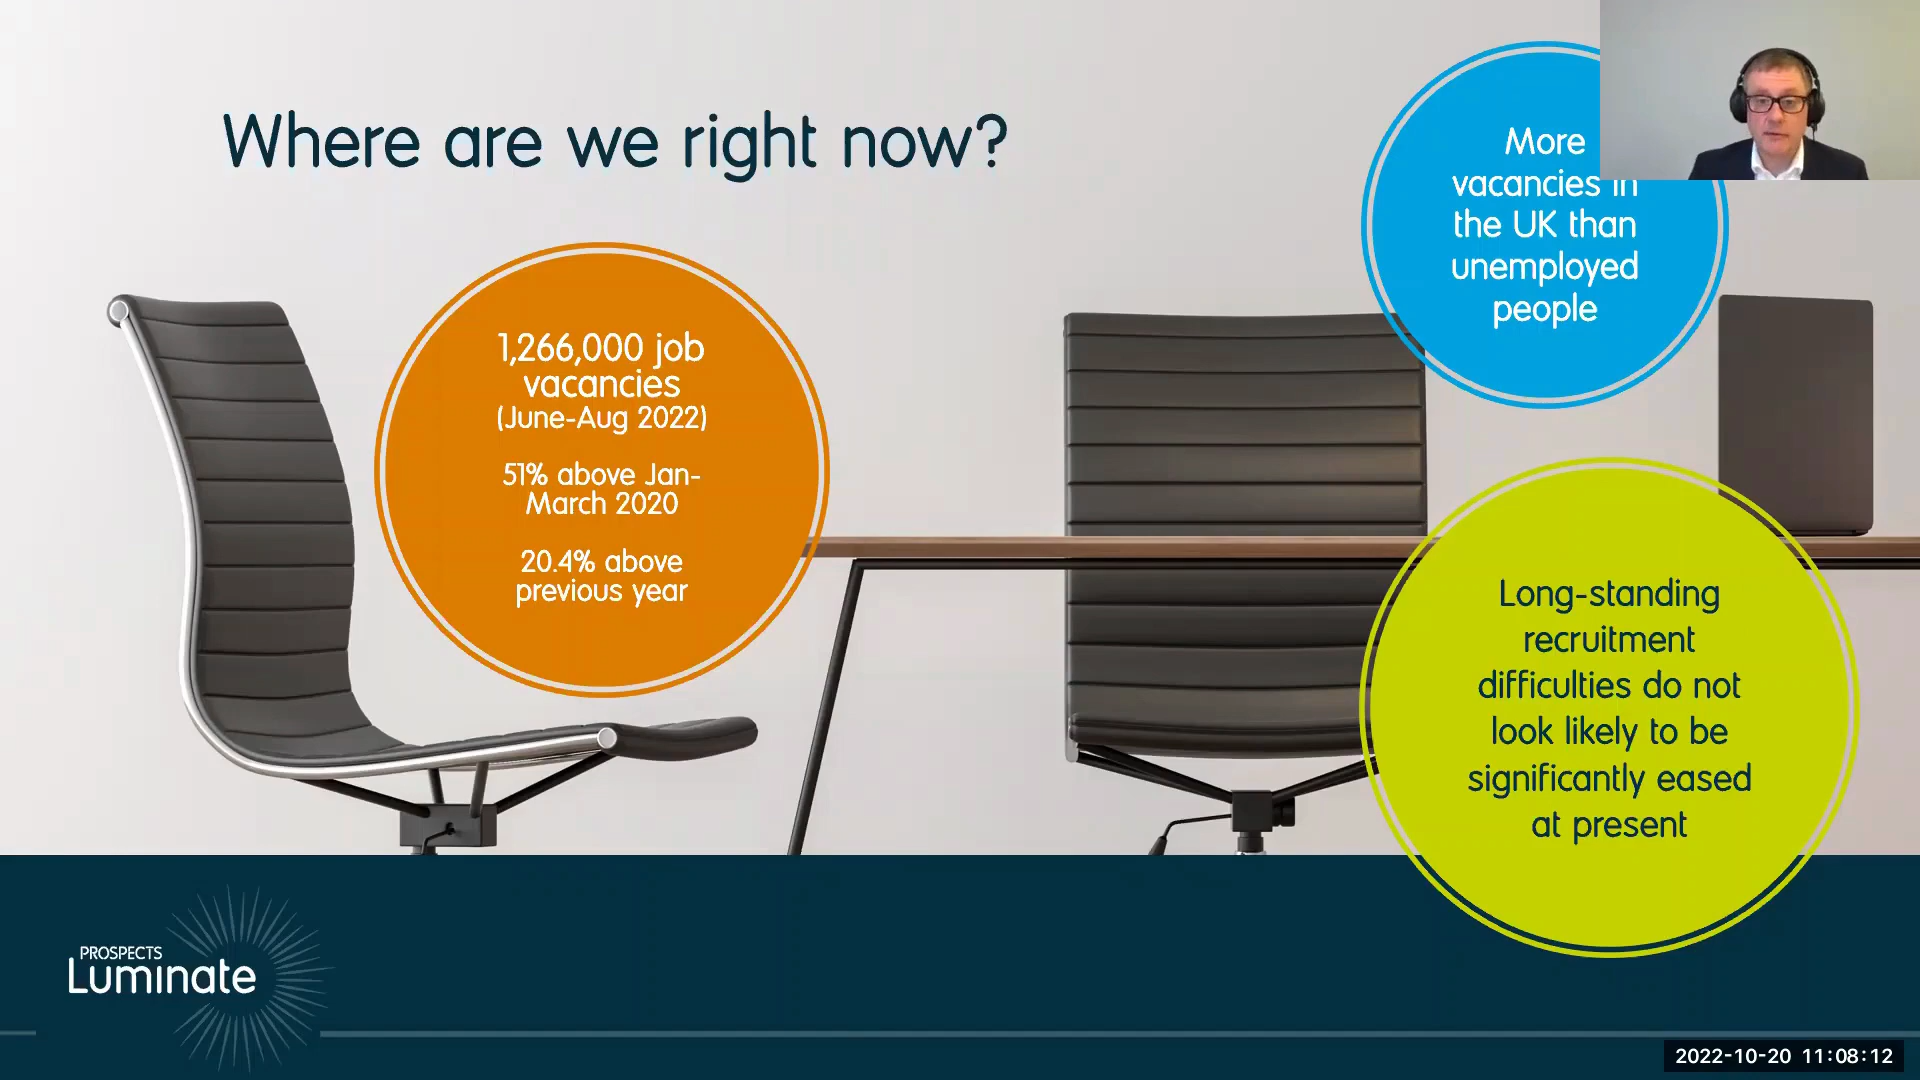 Where are we right now?
1,266,000 job
vacancies
(June-Aug 2022)
51% above Jan-
March 2020
20.4% above
previous year
More
vacancies in
the UK than
unemployed
people
Long-standing
recruitment
difficulties do not
look likely to be
significantly eased
at present
PROSPECTS
Luminate
2022-10-20 11:08:12